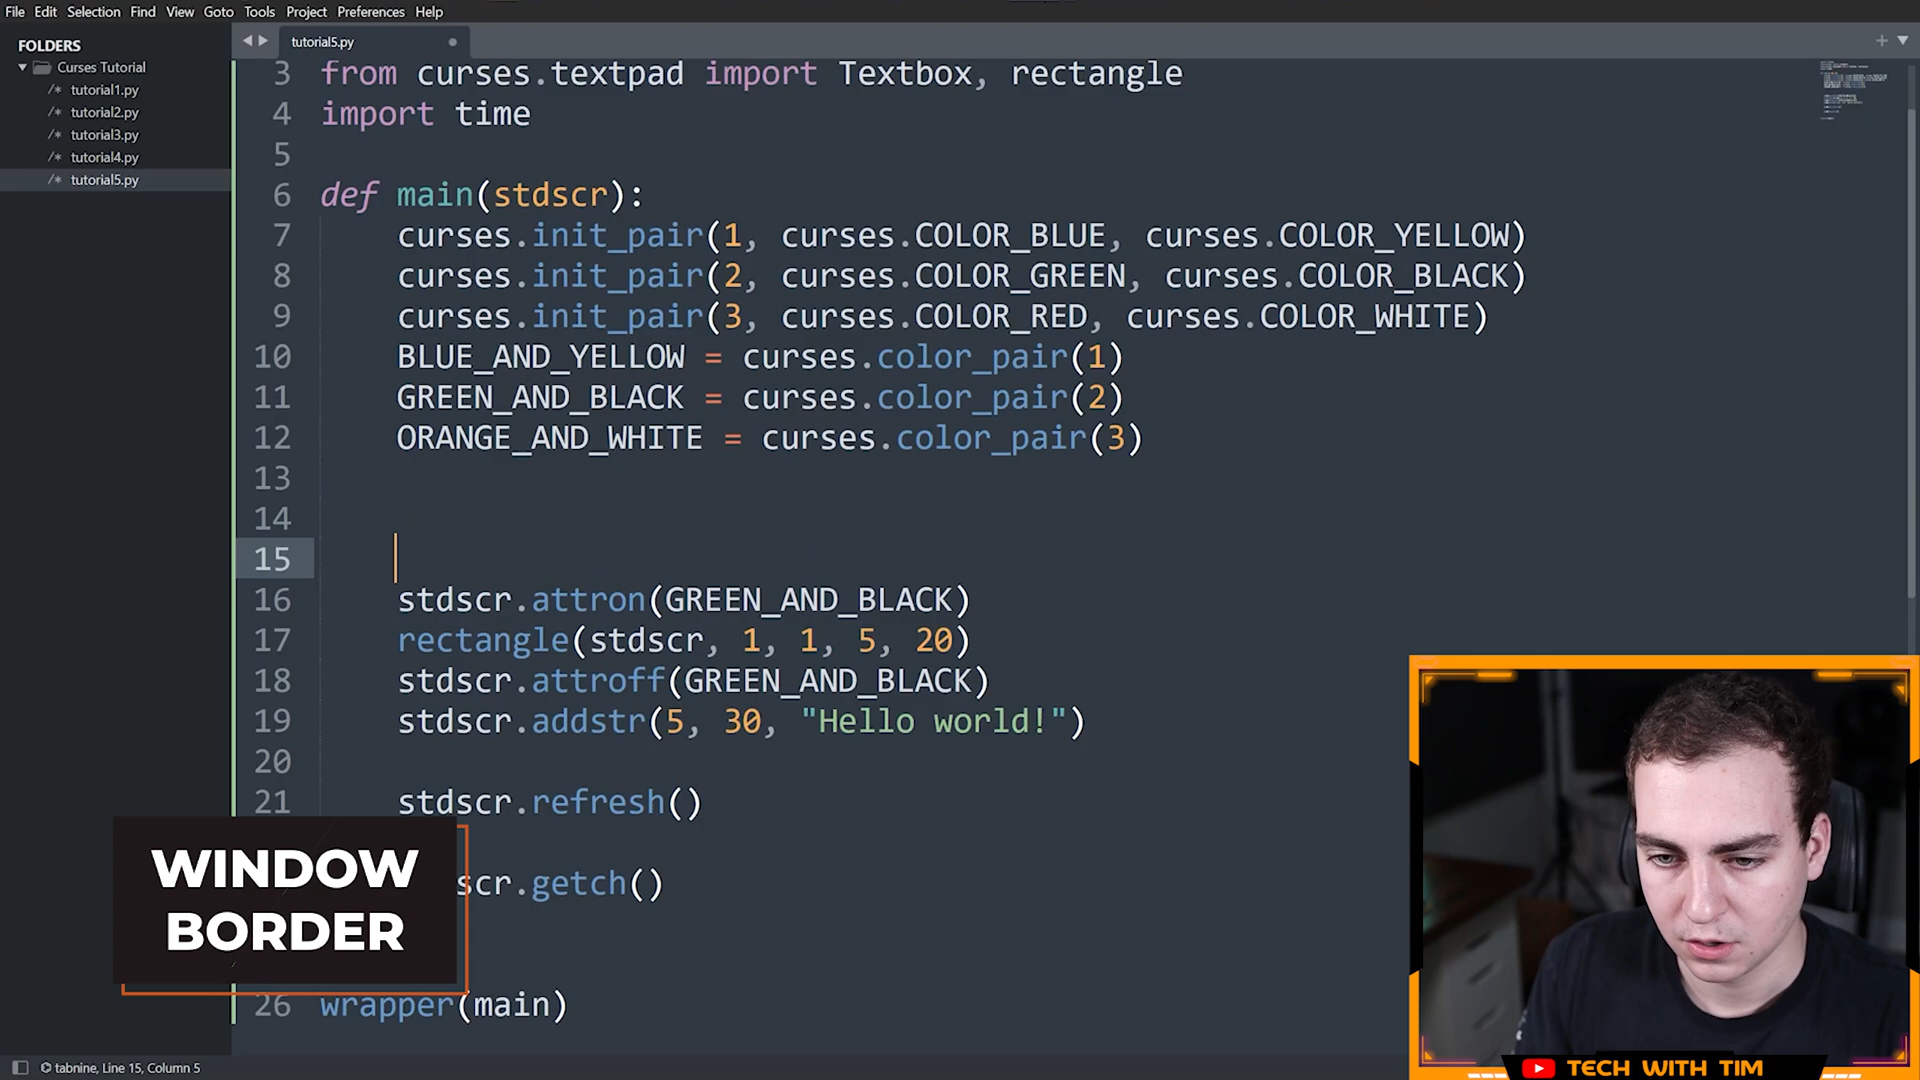 File Edit Selection Find View Goto Tools Project Preferences Help
FOLDERS
Curses Tutorial
/* tutorial1.py
/* tutorial2.py
/* tutorial3.py
/* tutorial4.py
/* tutorial5.py
tutorial5.py
3 from curses.textpad import Textbox, rectangle
4 import time
5
6 def main(stdscr):
7 curses.init_pair(1, curses.COLOR_BLUE, curses.COLOR_YELLOW)
8 curses.init_pair(2, curses.COLOR_GREEN, curses.COLOR_BLACK)
9 curses.init_pair(3, curses.COLOR_RED, curses.COLOR_WHITE)
10 BLUE_AND_YELLOW = curses.color_pair(1)
11 GREEN_AND_BLACK = curses.color_pair(2)
12 ORANGE_AND_WHITE = curses.color_pair(3)
13
14
15
16 stdscr.attron(GREEN_AND_BLACK)
17 rectangle(stdscr, 1, 1, 5, 20)
18 stdscr.attroff(GREEN_AND_BLACK)
19 stdscr.addstr(5, 30, "Hello world!")
20
21 stdscr.refresh()
scr.getch()
26 wrapper(main)
WINDOW
BORDER
TECH WITH TIM
tabnine, Line 15, Column 5